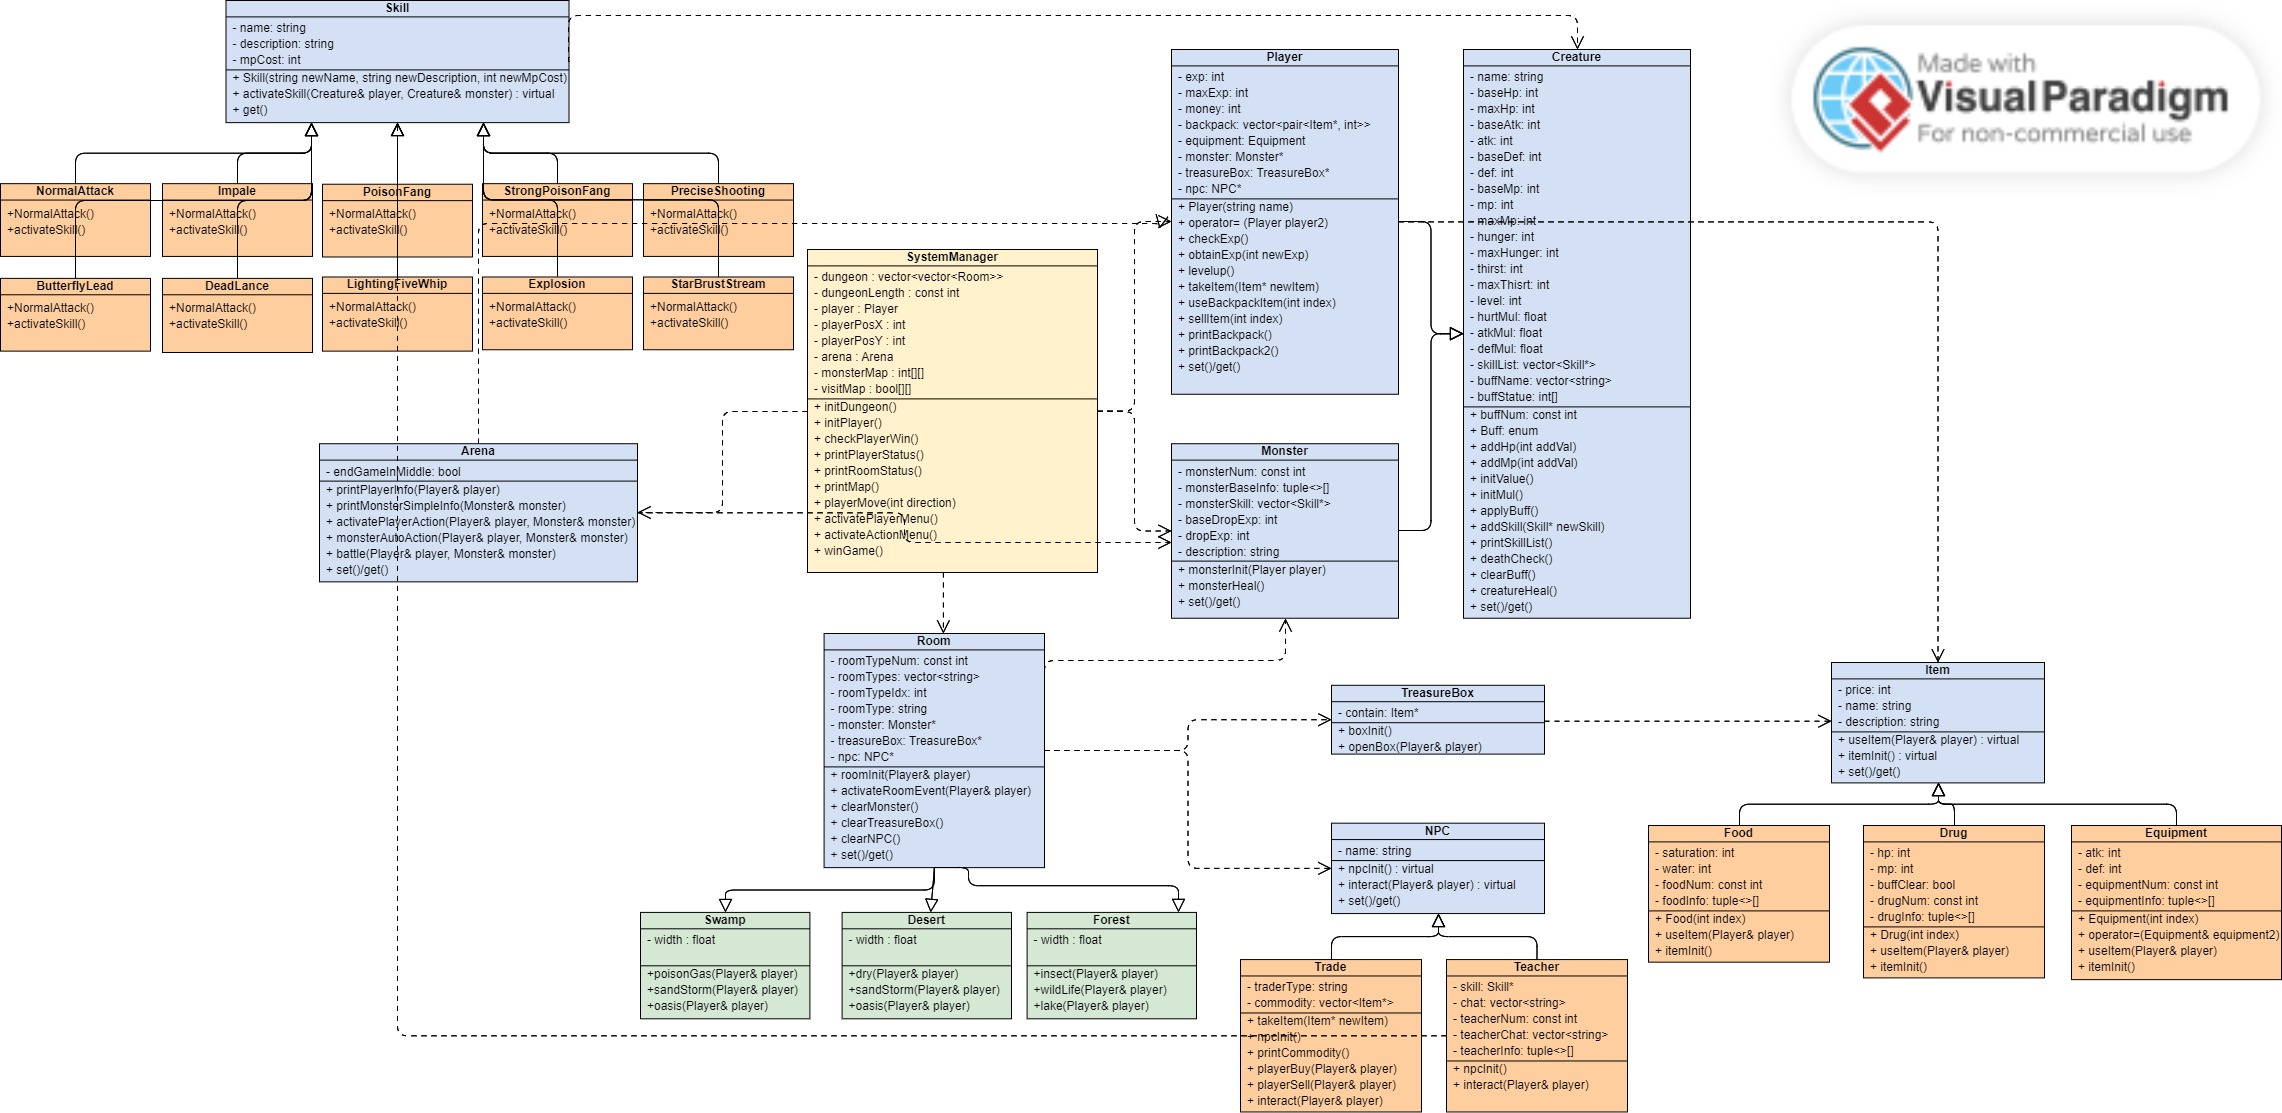 Skill
- name: string
- description: string
- mpCost: int
+ Skill(string newName, string newDescription, int newMpCost)
+ activateSkill(Creature& player, Creature& monster) : virtual
+ get()
NormalAttack
+NormalAttack()
+activateSkill()
Impale
+NormalAttack()
+activateSkill()
PoisonFang
+NormalAttack()
+activateSkill()
StrongPoisonFang
+NormalAttack()
+activateSkill()
PreciseShooting
+NormalAttack()
+activateSkill()
ButterflyLead
+NormalAttack()
+activateSkill()
DeadLance
+NormalAttack()
+activateSkill()
LightingFiveWhip
+NormalAttack()
+activateSkill()
Explosion
+NormalAttack()
+activateSkill()
StarBrustStream
+NormalAttack()
+activateSkill()
Player
- exp: int
- maxExp: int
- money: int
- backpack: vector<pair<Item*, int>>
- equipment: Equipment
- monster: Monster*
- treasureBox: TreasureBox*
- npc: NPC*
+ Player(string name)
+ operator= (Player player2)
+ checkExp()
+ obtainExp(int newExp)
+ levelup()
+ takeItem(Item* newItem)
+ useBackpackItem(int index)
+ sellItem(int index)
+ printBackpack()
+ printBackpack2()
+ set()/get()
Creature
- name: string
- baseHp: int
- maxHp: int
- baseAtk: int
- atk: int
- baseDef: int
- def: int
- baseMp: int
- mp: int
- maxMp: int
- hunger: int
- maxHunger: int
- thirst: int
- maxThisrt: int
- level: int
- hurtMul: float
- atkMul: float
- defMul: float
- skillList: vector<Skill*>
- buffName: vector<string>
- buffStatue: int[]
+ buffNum: const int
+ Buff: enum
+ addHp(int addVal)
+ addMp(int addVal)
+ initValue()
+ initMul()
+ applyBuff()
+ addSkill(Skill* newSkill)
+ printSkillList()
+ deathCheck()
+ clearBuff()
+ creatureHeal()
+ set()/get()
Made with
Visual Paradigm
For non-commercial use
SystemManager
- dungeon : vector<vector<Room>>
- dungeonLength : const int
- player : Player
- playerPosX : int
- playerPosY : int
- arena : Arena
- monsterMap : int[][]
- visitMap : bool[][]
+ initDungeon()
+ initPlayer()
+ checkPlayerWin()
+ printPlayerStatus()
+ printRoomStatus()
+ printMap()
+ playerMove(int direction)
+ activatePlayerMenu()
+ activateActionMenu()
+ winGame()
Arena
- endGameInMiddle: bool
+ printPlayerInfo(Player& player)
+ printMonsterSimpleInfo(Monster& monster)
+ activatePlayerAction(Player& player, Monster& monster)
+ monsterAutoAction(Player& player, Monster& monster)
+ battle(Player& player, Monster& monster)
+ set()/get()
Monster
- monsterNum: const int
- monsterBaseInfo: tuple<>[]
- monsterSkill: vector<Skill*>
- baseDropExp: int
- dropExp: int
- description: string
+ monsterInit(Player player)
+ monsterHeal()
+ set()/get()
Room
- roomTypeNum: const int
- roomTypes: vector<string>
- roomTypeIdx: int
- roomType: string
- monster: Monster*
- treasureBox: TreasureBox*
- npc: NPC*
+ roomInit(Player& player)
+ activateRoomEvent(Player& player)
+ clearMonster()
+ clearTreasureBox()
+ clearNPC()
+ set()/get()
TreasureBox
- contain: Item*
+ boxInit()
+ openBox(Player& player)
Item
- price: int
- name: string
- description: string
+ useItem(Player& player) : virtual
+ itemInit() : virtual
+ set()/get()
NPC
- name: string
+ npcInit() : virtual
+ interact(Player& player) : virtual
+ set()/get()
Food
- saturation: int
- water: int
- foodNum: const int
- foodInfo: tuple<>[]
+ Food(int index)
+ useItem(Player& player)
+ itemInit()
Drug
- hp: int
- mp: int
- buffClear: bool
- drugNum: const int
- drugInfo: tuple<>[]
+ Drug(int index)
+ useItem(Player& player)
+ itemInit()
Equipment
- atk: int
- def: int
- equipmentNum: const int
- equipmentInfo: tuple<>[]
+ Equipment(int index)
+ operator=(Equipment& equipment2)
+ useItem(Player& player)
+ itemInit()
Swamp
- width : float
+poisonGas(Player& player)
+sandStorm(Player& player)
+oasis(Player& player)
Desert
- width : float
+dry(Player& player)
+sandStorm(Player& player)
+oasis(Player& player)
Forest
- width : float
+insect(Player& player)
+wildLife(Player& player)
+lake(Player& player)
Trade
- traderType: string
- commodity: vector<Item*>
+ takeItem(Item* newItem)
+ npcInit()
+ printCommodity()
+ playerBuy(Player& player)
+ playerSell(Player& player)
+ interact(Player& player)
Teacher
- skill: Skill*
- chat: vector<string>
- teacherNum: const int
- teacherChat: vector<string>
- teacherInfo: tuple<>[]
+ npcInit()
+ interact(Player& player)